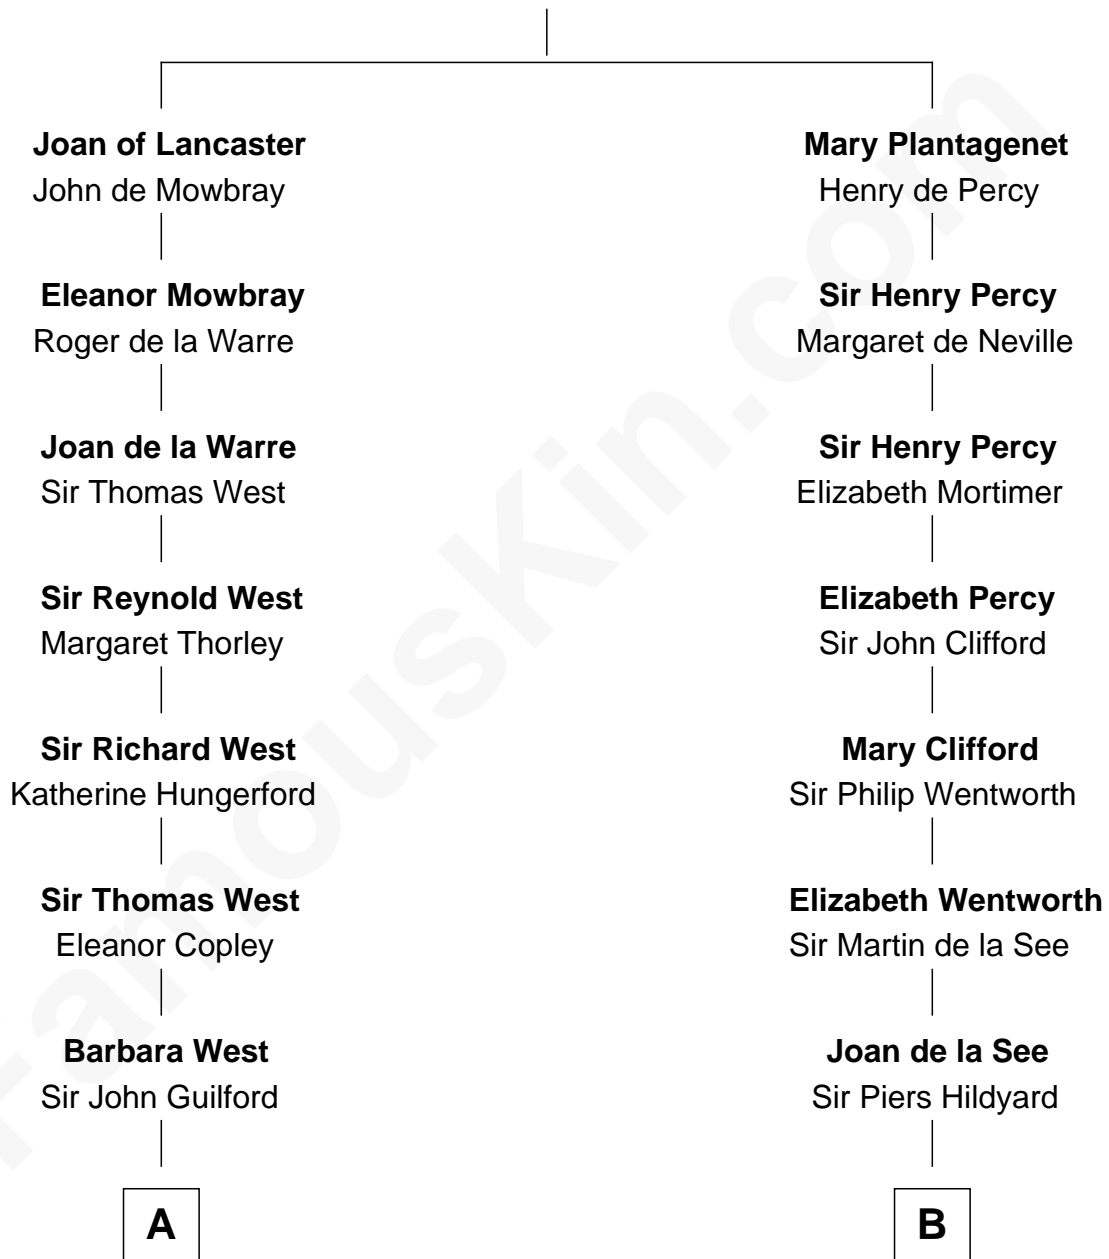 Joan of Lancaster
John de Mowbray
Eleanor Mowbray
Roger de la Warre
Joan de la Warre
Sir Thomas West
Sir Reynold West
Margaret Thorley
Sir Richard West
Katherine Hungerford
Sir Thomas West
Eleanor Copley
Barbara West
Sir John Guilford
A
Mary Plantagenet
Henry de Percy
Sir Henry Percy
Margaret de Neville
Sir Henry Percy
Elizabeth Mortimer
Elizabeth Percy
Sir John Clifford
Mary Clifford
Sir Philip Wentworth
Elizabeth Wentworth
Sir Martin de la See
Joan de la See
Sir Piers Hildyard
B
FamousKin.com